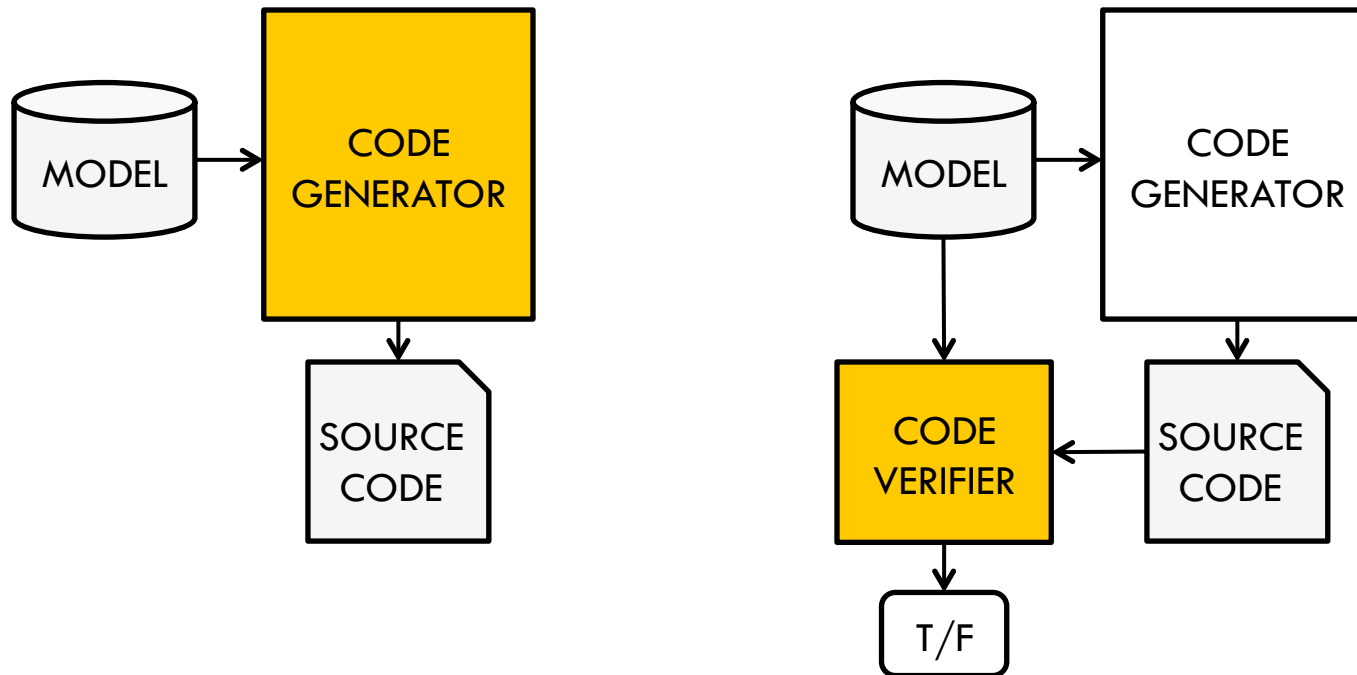 MODEL
CODE
GENERATOR
SOURCE
CODE
MODEL
CODE
GENERATOR
CODE
VERIFIER
SOURCE
CODE
T/F